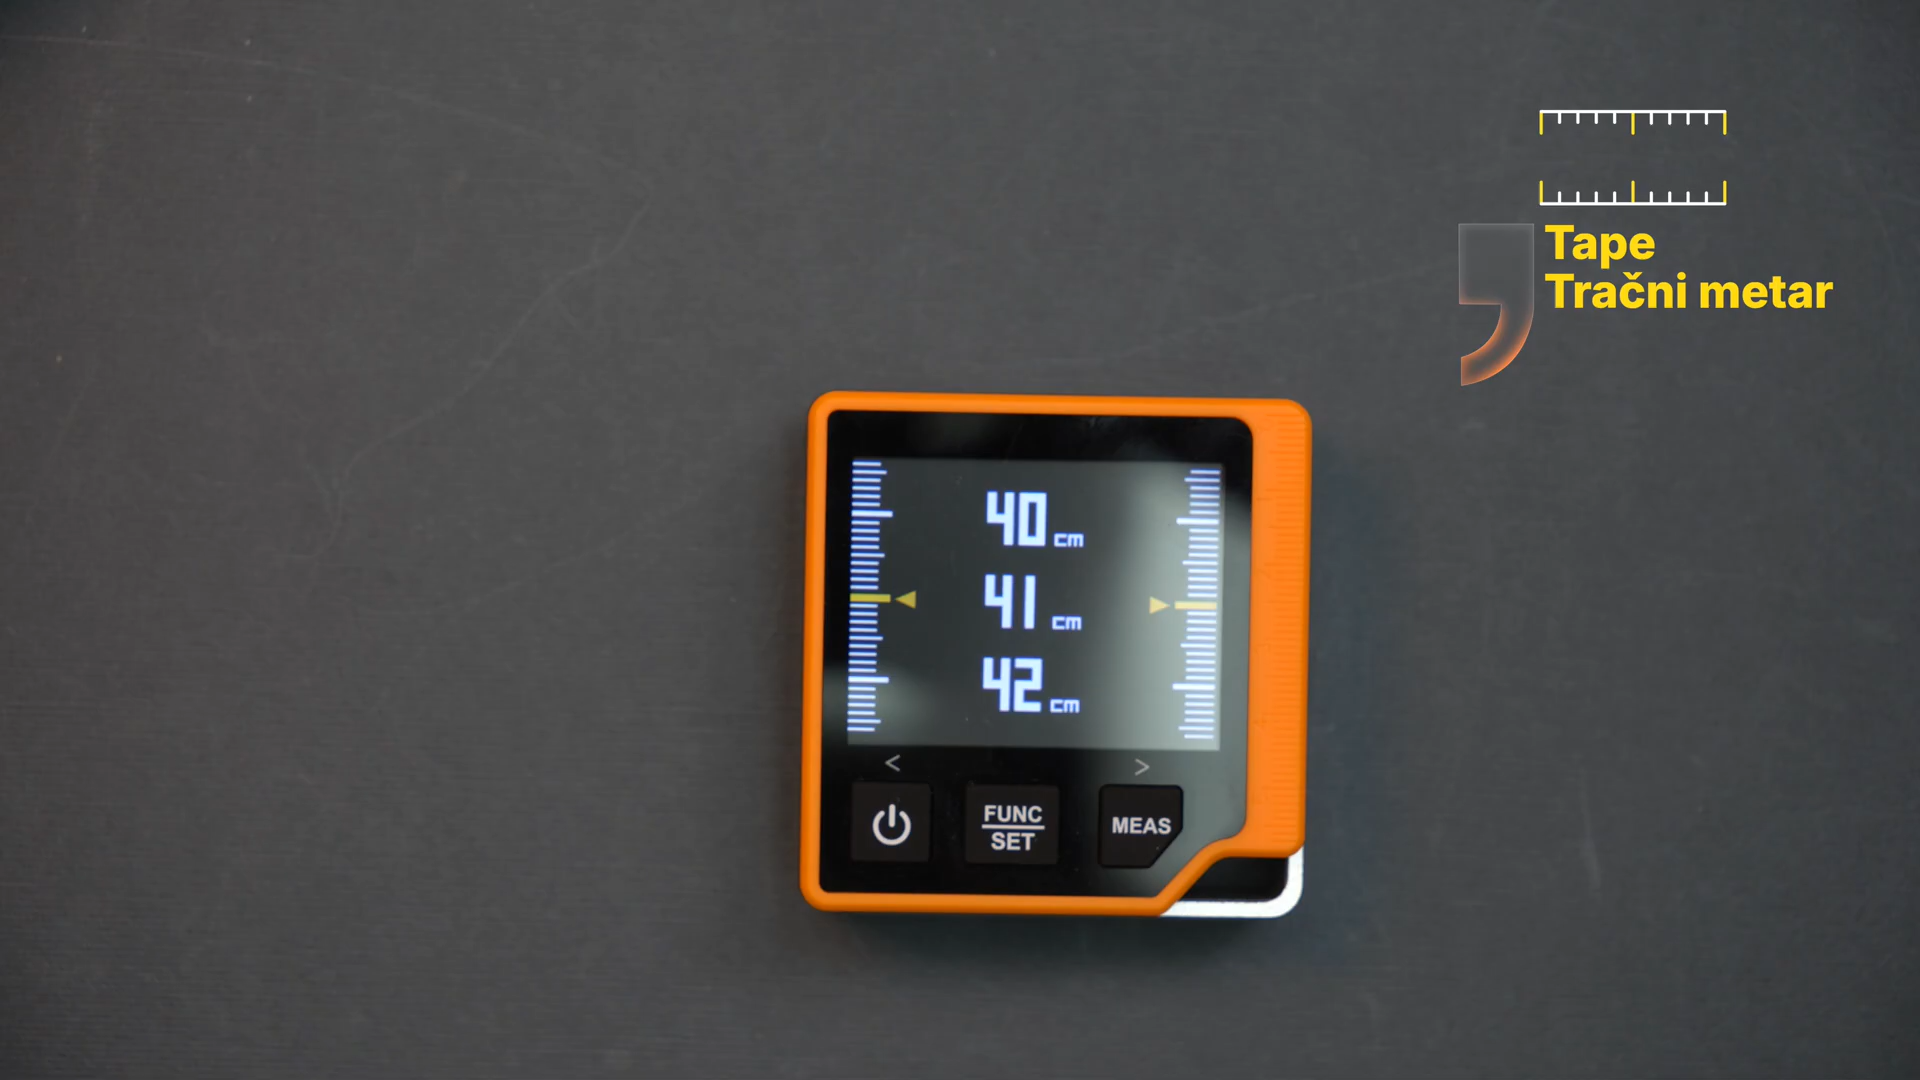 Tape
Tračni metar
40 cm
41 cm
42 cm
< >
FUNC
SET
MEAS